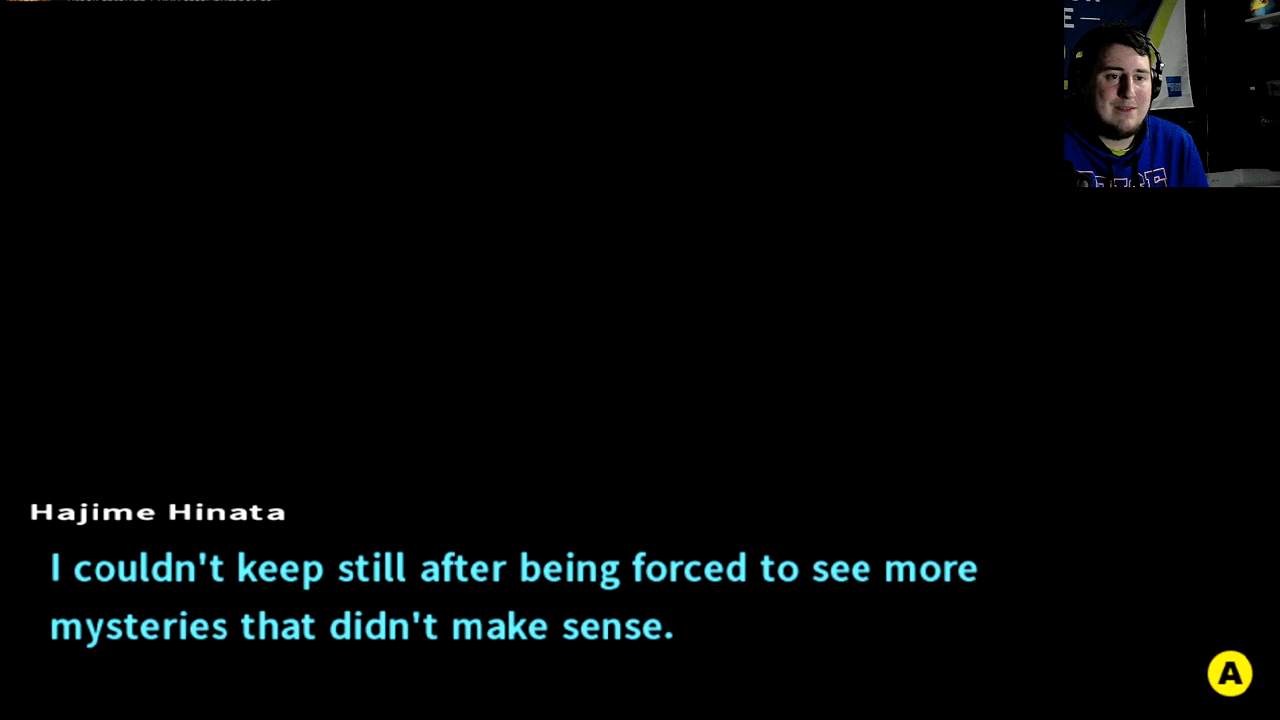 Hajime Hinata
I couldn't keep still after being forced to see more
mysteries that didn't make sense.
A